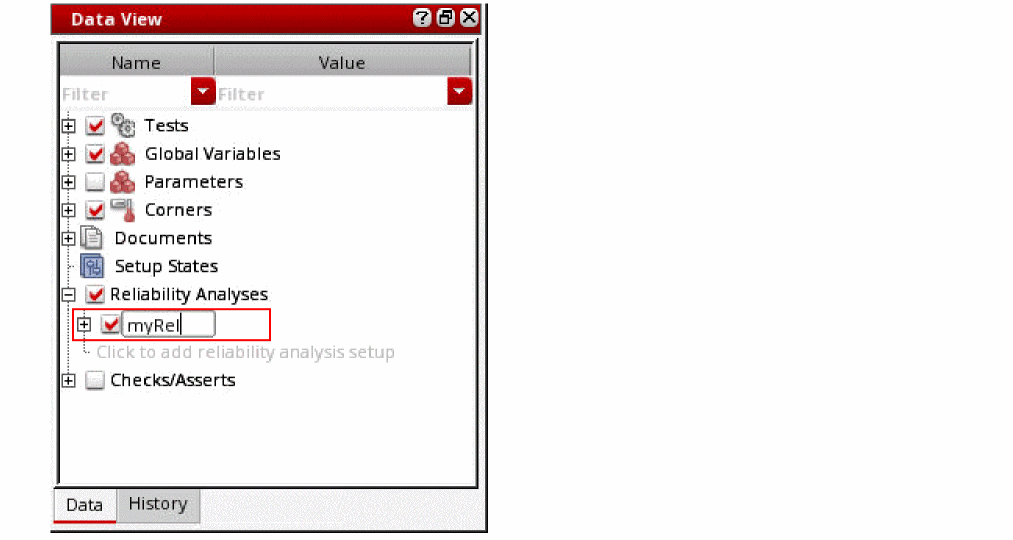 Data View
Name Value
Filter Filter
Tests
Global Variables
Parameters
Corners
Documents
Setup States
Reliability Analyses
myRel
Click to add reliability analysis setup
Checks/Asserts
Data History